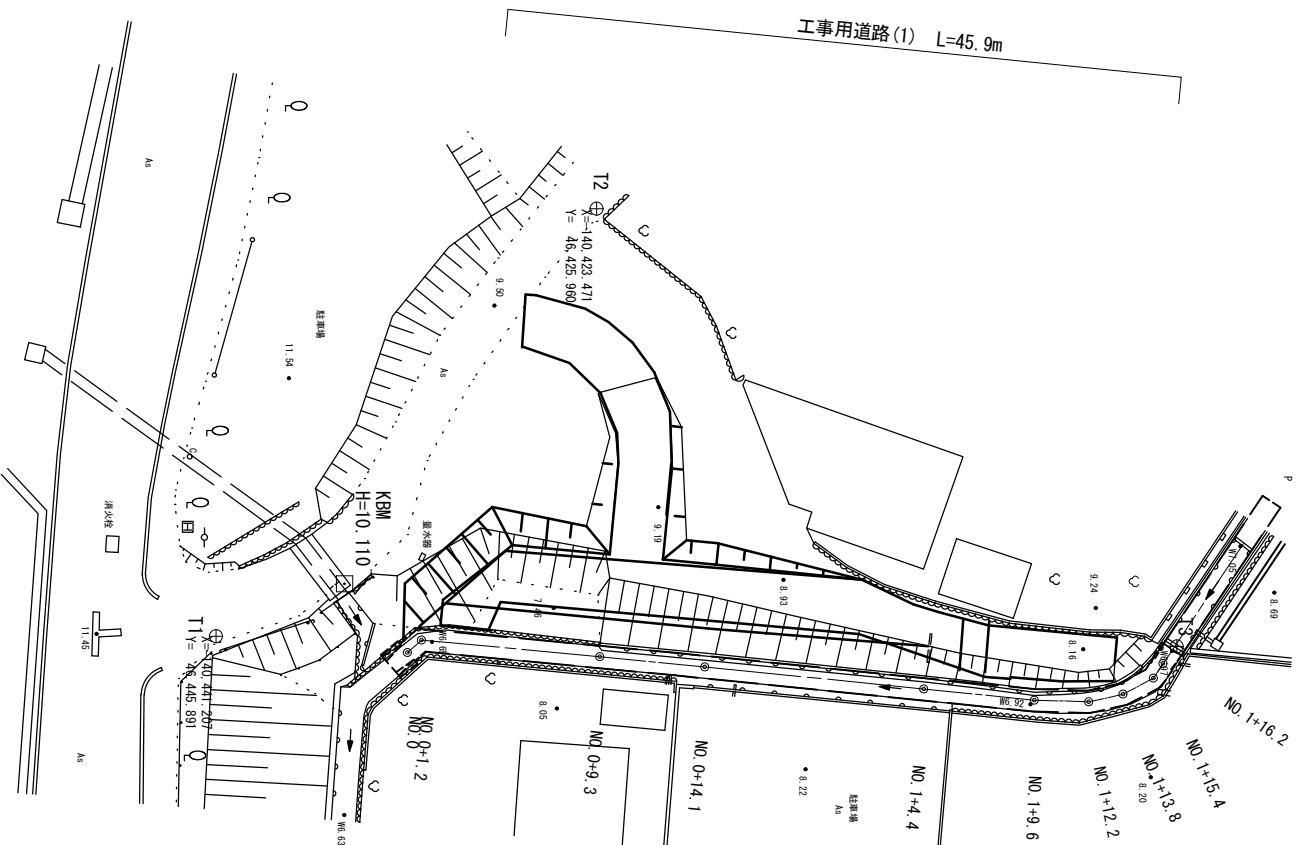 工事用道路(1) L=45.9m
As
T2
X=-140,423.471
Y= 46,425.960
9.50
駐車場
11.54
As
P
W7.05
8.69
9.24
KBM
H=10.110
量水器
9.19
消火栓
8.93
7.46
8.16
11.45
T1
X=-140,441.207
Y= 46,445.891
W6.92
NO.1+16.2
8.05
NO.0+1.2
NO.0
NO.0+9.3
NO.0+14.1
NO.1+4.4
NO.1+9.6
NO.1+12.2
NO.1+13.8
NO.1+15.4
8.20
8.22
駐車場
As
As
W6.63